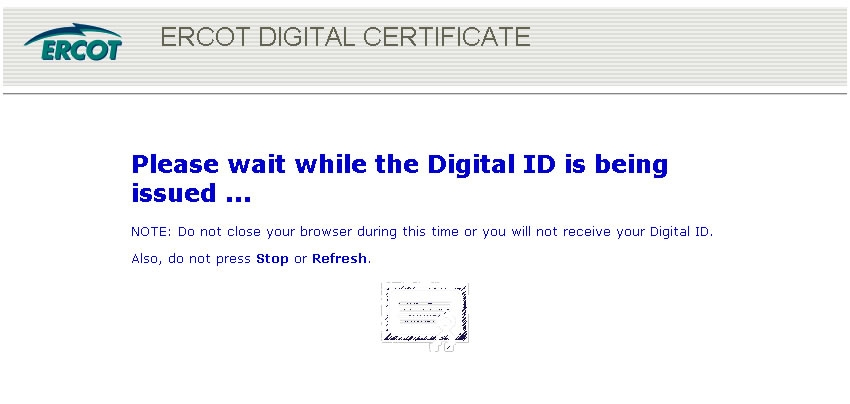 ERCOT
ERCOT DIGITAL CERTIFICATE
Please wait while the Digital ID is being
issued ...
NOTE: Do not close your browser during this time or you will not receive your Digital ID.
Also, do not press Stop or Refresh.